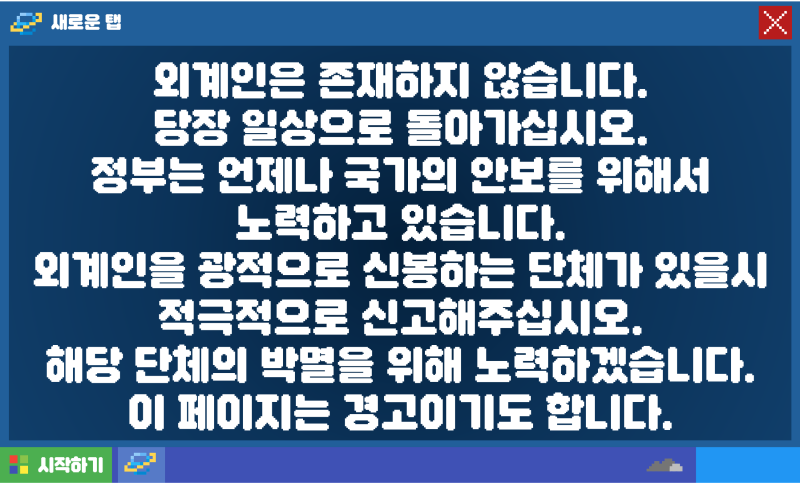 새로운 탭
외계인은 존재하지 않습니다.
당장 일상으로 돌아가십시오.
정부는 언제나 국가의 안보를 위해서
노력하고 있습니다.
외계인을 광적으로 신봉하는 단체가 있을시
적극적으로 신고해주십시오.
해당 단체의 박멸을 위해 노력하겠습니다.
이 페이지는 경고이기도 합니다.
시작하기